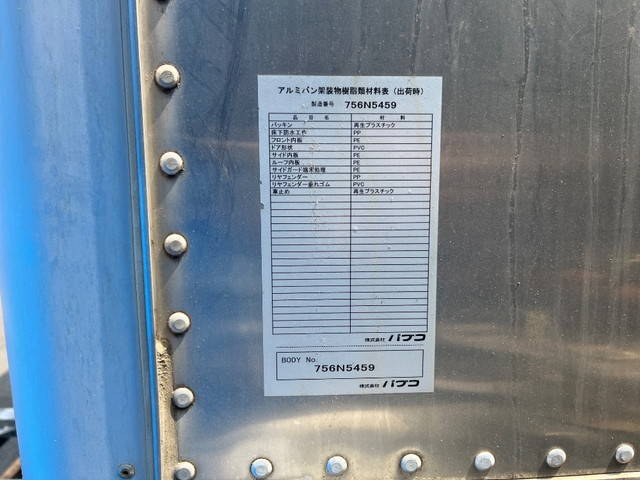 アルミバン架装物樹脂類材料表（出荷時）
製造番号 756N5459
品目名 材料
パッキン 再生プラスチック
床下防水工や PP
フロント内板 PE
ドア形状 PVC
サイド内板 PE
ルーフ内板 PE
サイドガード端末処理 PE
リヤフェンダー PP
リヤフェンダー垂れゴム PVC
車止め 再生プラスチック
株式会社 パブコ
BODY No.
756N5459
株式会社 パブコ